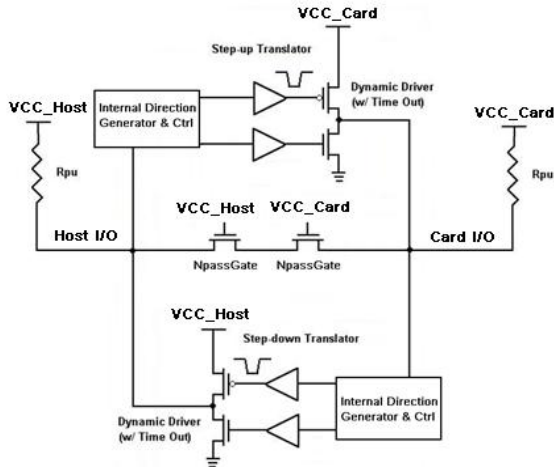 VCC_Card
Step-up Translator
Dynamic Driver
(w/ Time Out)
VCC_Host
Internal Direction
Generator & Ctrl
VCC_Card
Rpu
Rpu
VCC_Host
VCC_Card
Host I/O
Card I/O
NpassGate
NpassGate
VCC_Host
Step-down Translator
Internal Direction
Generator & Ctrl
Dynamic Driver
(w/ Time Out)